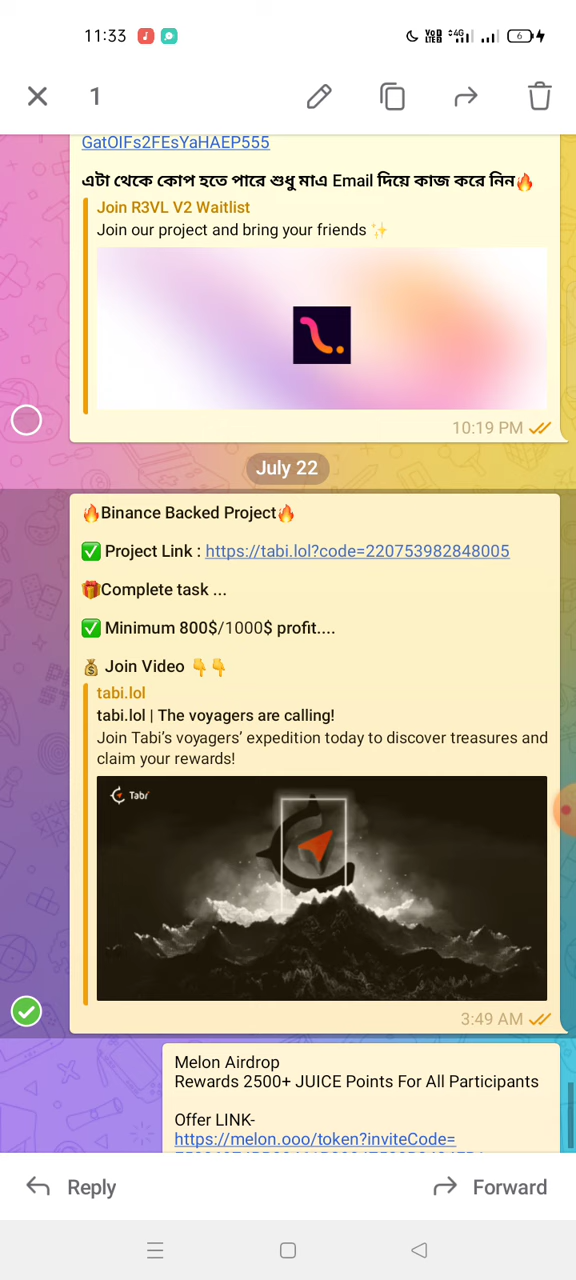 11:33
6
1
GatOIFs2FEsYaHAEP555
এটা থেকে কোপ হতে পারে শুধু মাএ Email দিয়ে কাজ করে নিন🔥
Join R3VL V2 Waitlist
Join our project and bring your friends ✨
10:19 PM
July 22
🔥Binance Backed Project🔥
✅ Project Link : https://tabi.lol?code=220753982848005
🎁Complete task ...
✅ Minimum 800$/1000$ profit....
💰 Join Video 👇👇
tabi.lol
tabi.lol | The voyagers are calling!
Join Tabi’s voyagers’ expedition today to discover treasures and
claim your rewards!
Tabi
3:49 AM
Melon Airdrop
Rewards 2500+ JUICE Points For All Participants
Offer LINK-
https://melon.ooo/token?inviteCode=
Reply
Forward